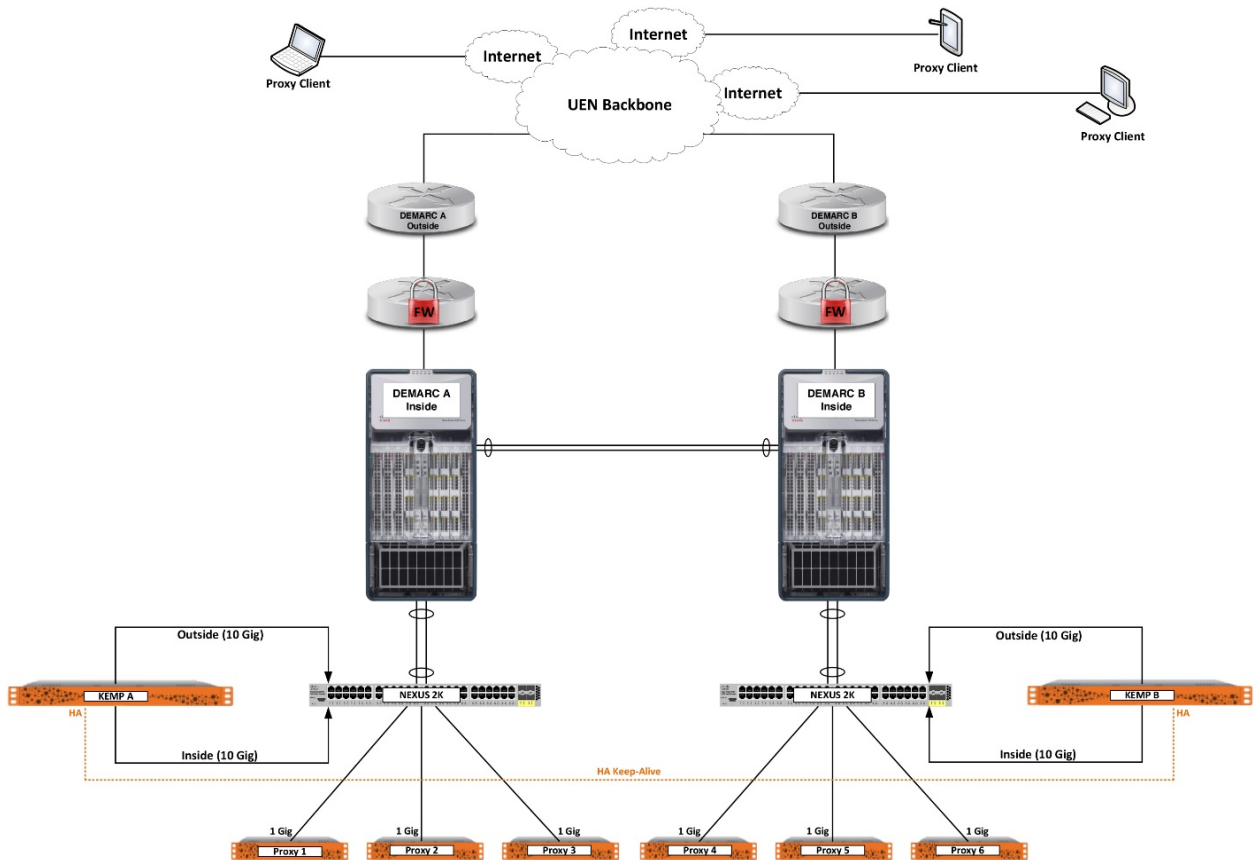 Internet
Internet
Proxy Client
Proxy Client
UEN Backbone
Internet
Proxy Client
DEMARC A
Outside
DEMARC B
Outside
FW
FW
DEMARC A
Inside
DEMARC B
Inside
Outside (10 Gig)
Outside (10 Gig)
KEMP A
NEXUS 2K
NEXUS 2K
KEMP B
HA
HA
Inside (10 Gig)
Inside (10 Gig)
HA Keep-Alive
1 Gig
1 Gig
1 Gig
1 Gig
1 Gig
1 Gig
Proxy 1
Proxy 2
Proxy 3
Proxy 4
Proxy 5
Proxy 6